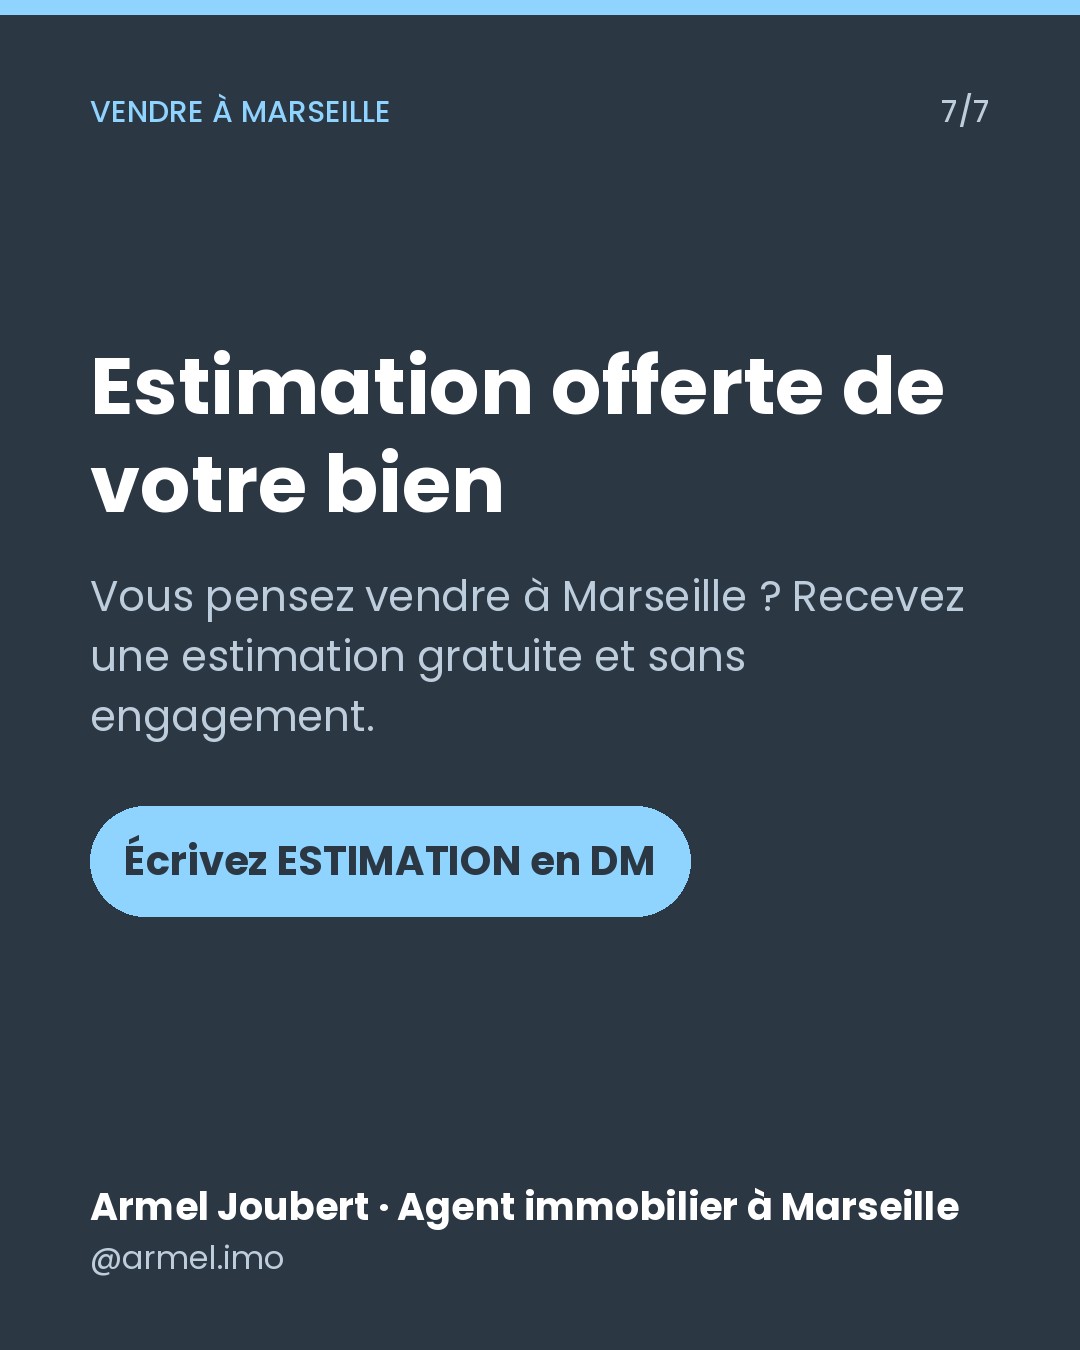 VENDRE À MARSEILLE
7/7
Estimation offerte de
votre bien
Vous pensez vendre à Marseille ? Recevez
une estimation gratuite et sans
engagement.
Écrivez ESTIMATION en DM
Armel Joubert · Agent immobilier à Marseille
@armel.imo